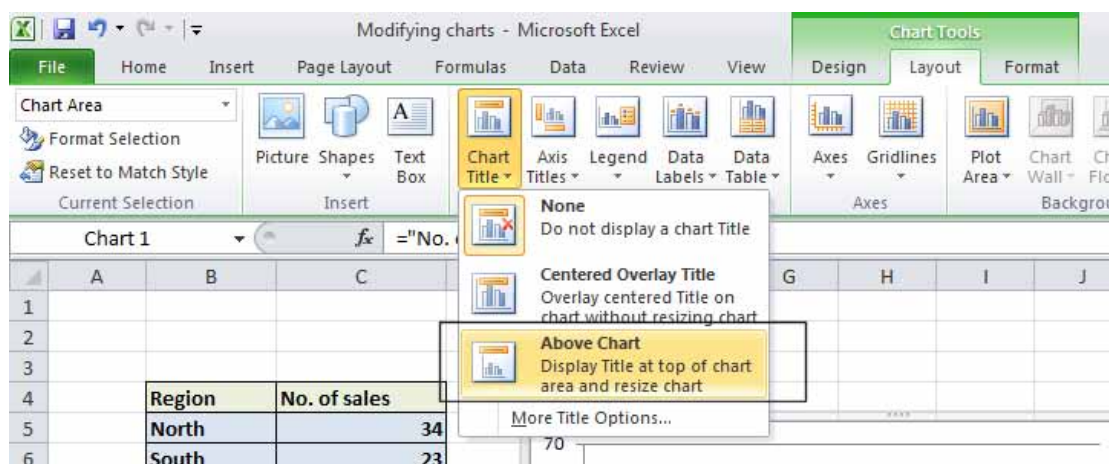 Modifying charts - Microsoft Excel
Chart Tools
File Home Insert Page Layout Formulas Data Review View Design Layout Format
Chart Area
Format Selection
Reset to Match Style
Current Selection
Picture Shapes Text Box
Insert
Chart Title Axis Titles Legend Data Labels Data Table
Axes Gridlines
Axes
Plot Area Chart Wall
None
Do not display a chart Title
Centered Overlay Title
Overlay centered Title on
chart without resizing chart
Above Chart
Display Title at top of chart
area and resize chart
More Title Options...
Chart 1 fx ="No.
A B C G H I J
1
2
3
4 Region No. of sales
5 North 34
6 South 23
70